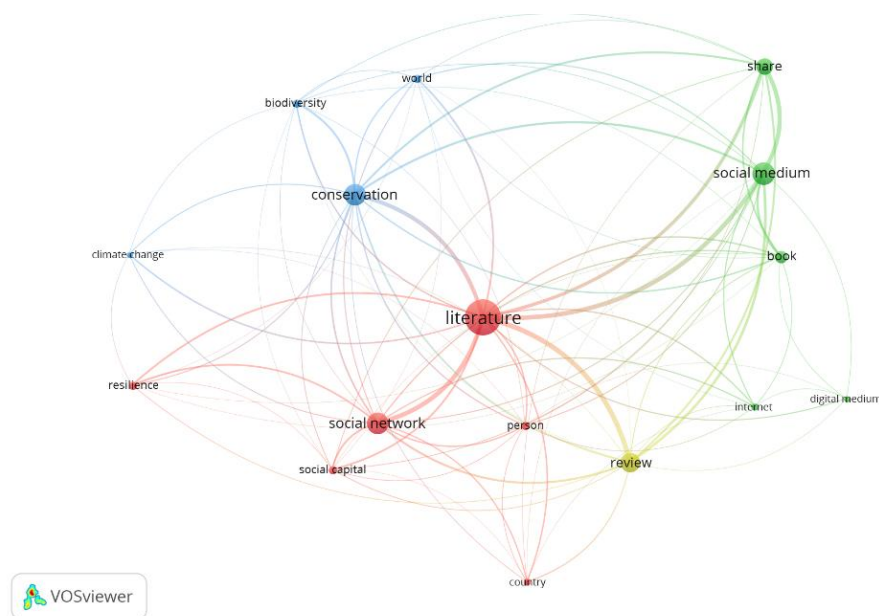 share
world
biodiversity
social medium
conservation
climate change
book
literature
resilience
digital medium
internet
social network
person
review
social capital
country
VOSviewer